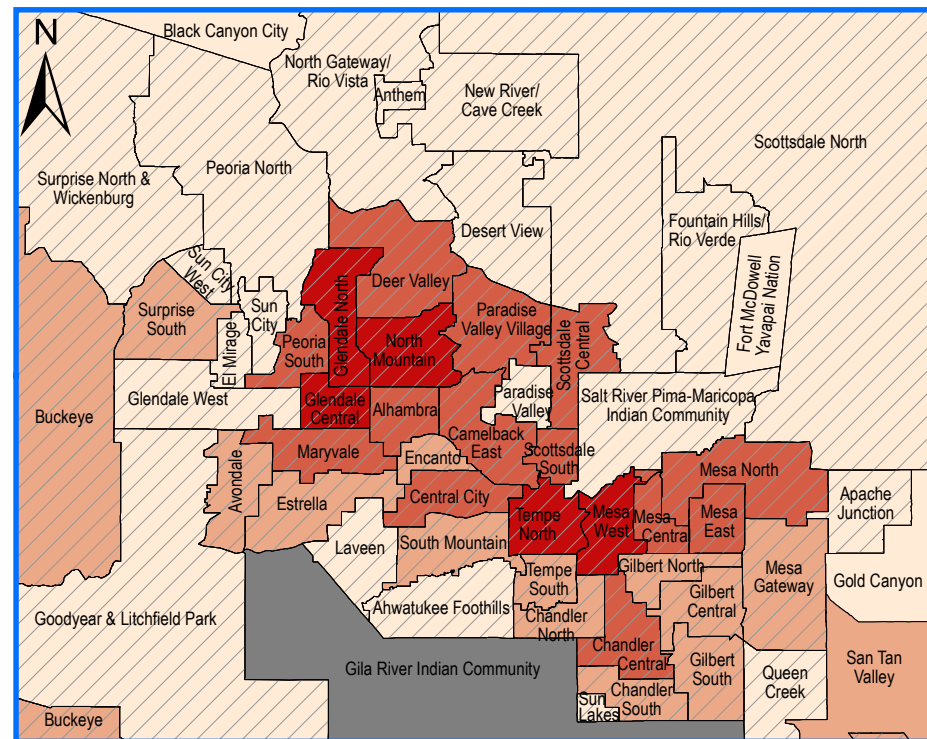 N
Black Canyon City
North Gateway/
Rio Vista
Anthem
New River/
Cave Creek
Scottsdale North
Peoria North
Surprise North &
Wickenburg
Fountain Hills/
Rio Verde
Desert View
Sun City
West
Fort McDowell
Yavapai Nation
Deer Valley
Sun
City
Surprise
South
El Mirage
Peoria
South
Glendale North
North
Mountain
Paradise
Valley Village
Scottsdale
Central
Buckeye
Glendale West
Glendale
Central
Alhambra
Paradise
Valley
Salt River Pima-Maricopa
Indian Community
Camelback
East
Maryvale
Encanto
Scottsdale
South
Avondale
Mesa North
Estrella
Central City
Apache
Junction
Tempe
North
Mesa
West
Mesa
Central
Mesa
East
Laveen
South Mountain
Gilbert North
Mesa
Gateway
Tempe
South
Gold Canyon
Ahwatukee Foothills
Gilbert
Central
Goodyear & Litchfield Park
Chandler
North
Chandler
Central
Gila River Indian Community
Gilbert
South
San Tan
Valley
Queen
Creek
Chandler
South
Sun
Lakes
Buckeye